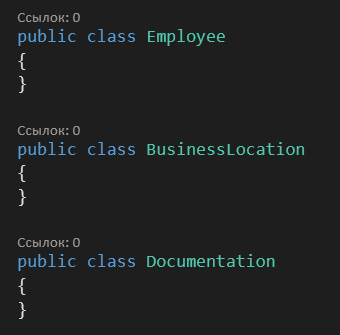 Ссылок: 0
public class Employee
{
}
Ссылок: 0
public class BusinessLocation
{
}
Ссылок: 0
public class Documentation
{
}